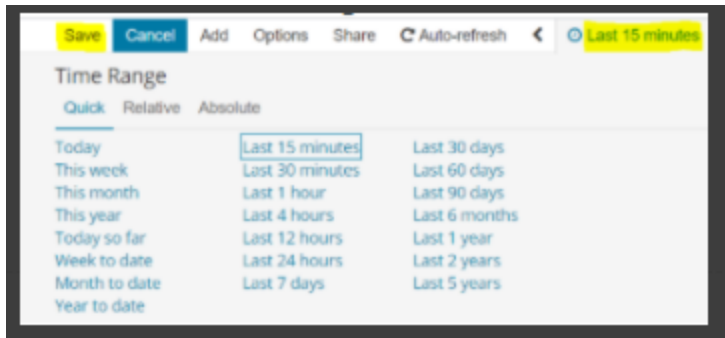 Save Cancel Add Options Share Auto-refresh Last 15 minutes
Time Range
Quick Relative Absolute
Today Last 15 minutes Last 30 days
This week Last 30 minutes Last 60 days
This month Last 1 hour Last 90 days
This year Last 4 hours Last 6 months
Today so far Last 12 hours Last 1 year
Week to date Last 24 hours Last 2 years
Month to date Last 7 days Last 5 years
Year to date